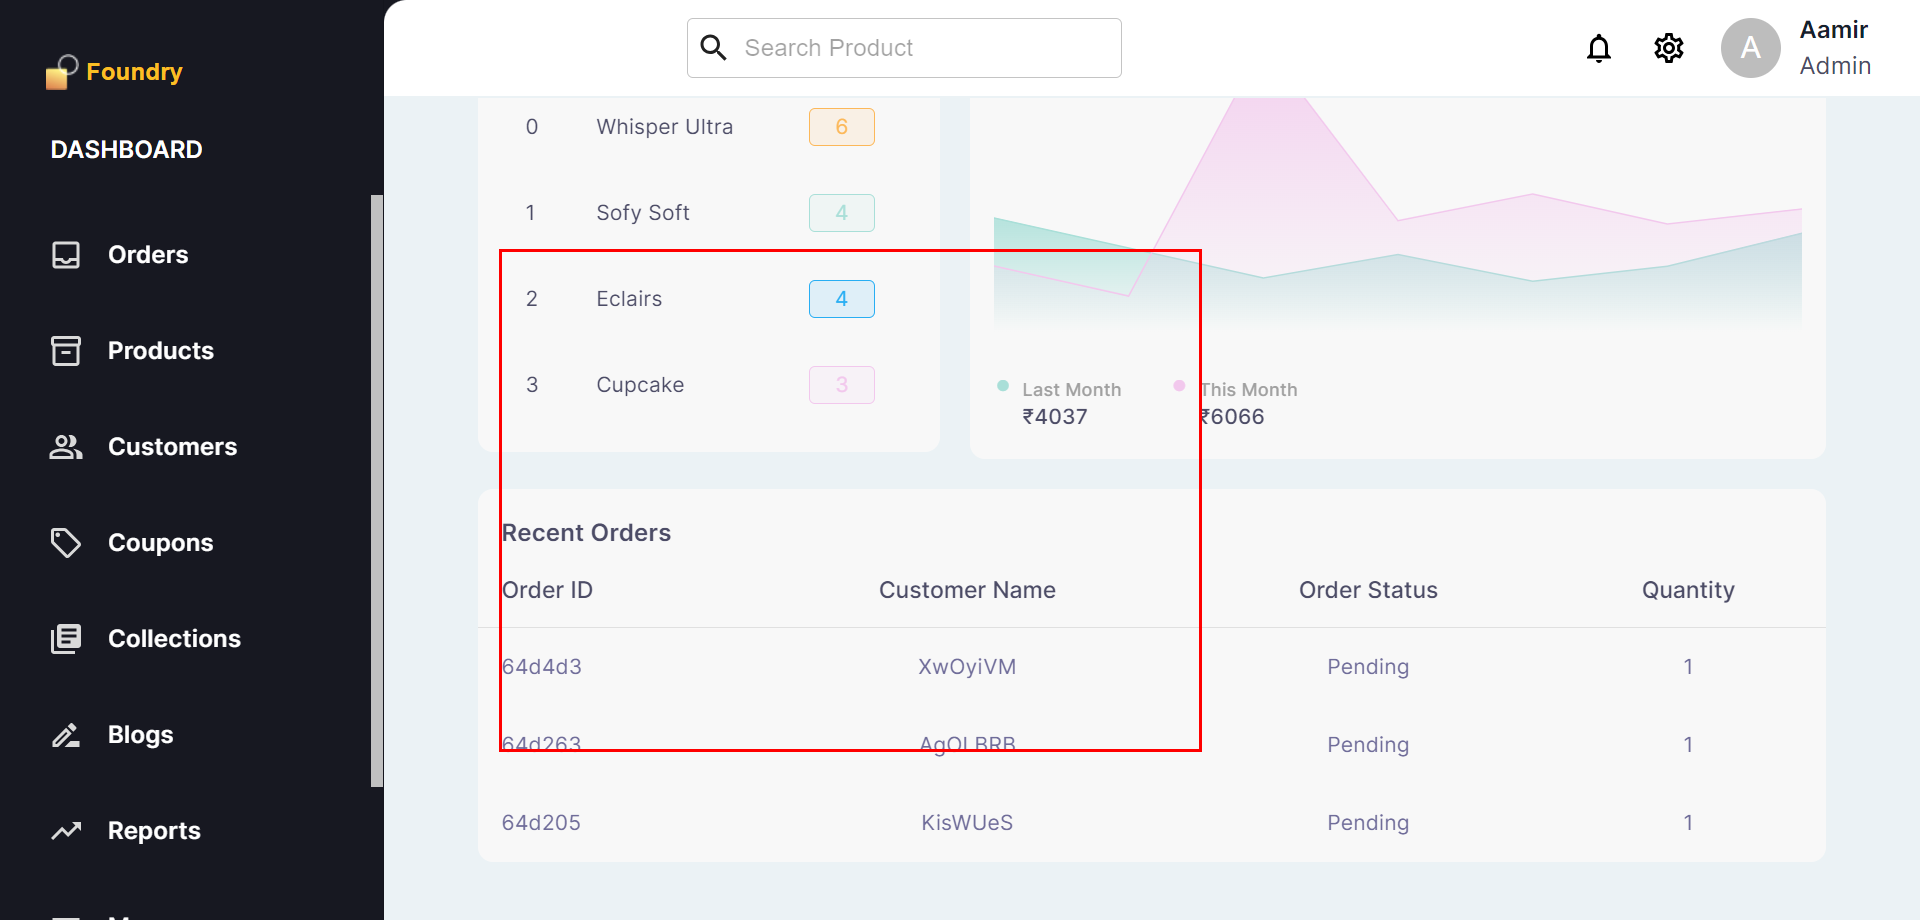 Foundry
DASHBOARD
Orders
Products
Customers
Coupons
Collections
Blogs
Reports
Search Product
A
Aamir
Admin
0 Whisper Ultra 6
1 Sofy Soft 4
2 Eclairs 4
3 Cupcake 3
Last Month
₹4037
This Month
₹6066
Recent Orders
Order ID Customer Name Order Status Quantity
64d4d3 XwOyiVM Pending 1
64d263 AgOLBRB Pending 1
64d205 KisWUeS Pending 1